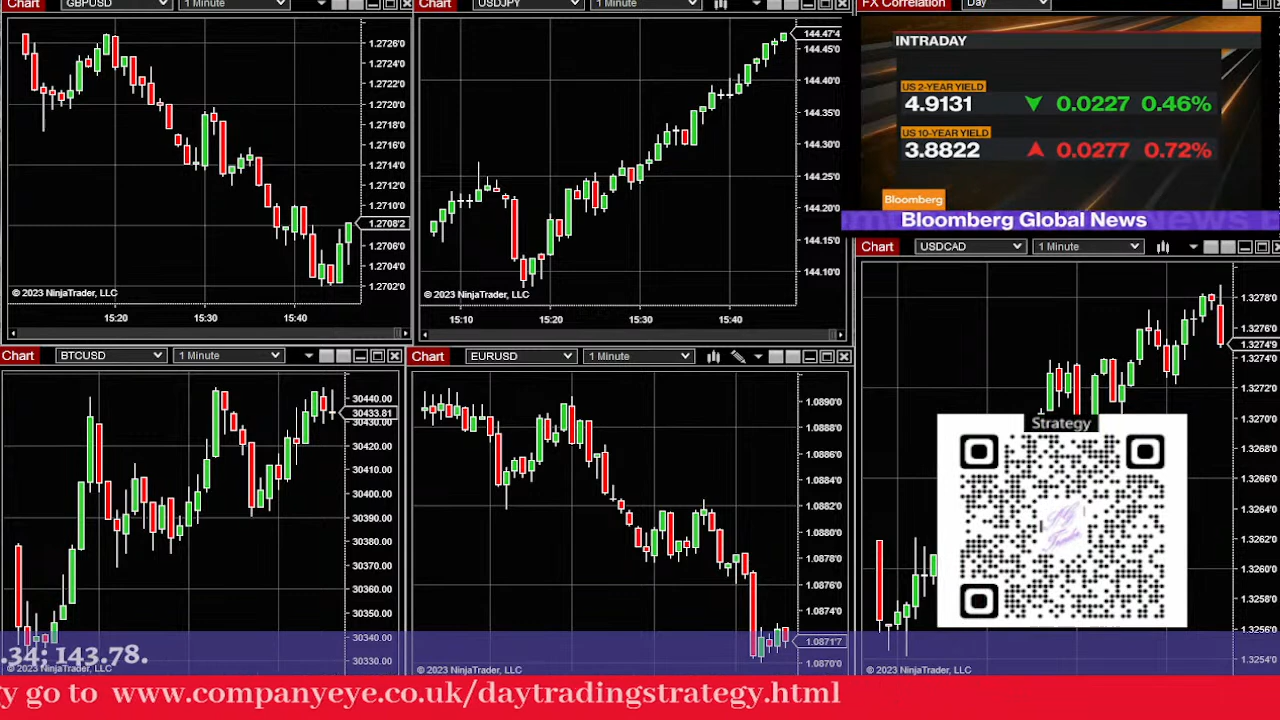 Chart GBPUSD 1 Minute
1.2726'0
1.2724'0
1.2722'0
1.2720'0
1.2718'0
1.2716'0
1.2714'0
1.2712'0
1.2710'0
1.2708'2
1.2706'0
1.2704'0
1.2702'0
© 2023 NinjaTrader, LLC
15:20 15:30 15:40
Chart USDJPY 1 Minute
144.47'4
144.45'0
144.40'0
144.35'0
144.30'0
144.25'0
144.20'0
144.15'0
144.10'0
© 2023 NinjaTrader, LLC
15:10 15:20 15:30 15:40
FX Correlation Day
INTRADAY
US 2-YEAR YIELD
4.9131 0.0227 0.46%
US 10-YEAR YIELD
3.8822 0.0277 0.72%
Bloomberg
Bloomberg Global News
Chart BTCUSD 1 Minute
30440.00
30433.81
30430.00
30420.00
30410.00
30400.00
30390.00
30380.00
30370.00
30360.00
30350.00
30340.00
30330.00
© 2023 NinjaTrader, LLC
Chart EURUSD 1 Minute
1.0890'0
1.0888'0
1.0886'0
1.0884'0
1.0882'0
1.0880'0
1.0878'0
1.0876'0
1.0874'0
1.0871'7
1.0870'0
© 2023 NinjaTrader, LLC
Chart USDCAD 1 Minute
1.3278'0
1.3276'0
1.3274'9
1.3274'0
1.3272'0
1.3270'0
1.3268'0
1.3266'0
1.3264'0
1.3262'0
1.3260'0
1.3258'0
1.3256'0
1.3254'0
© 2023 NinjaTrader, LLC
Strategy
.34; 143.78.
y go to www.companyeye.co.uk/daytradingstrategy.html